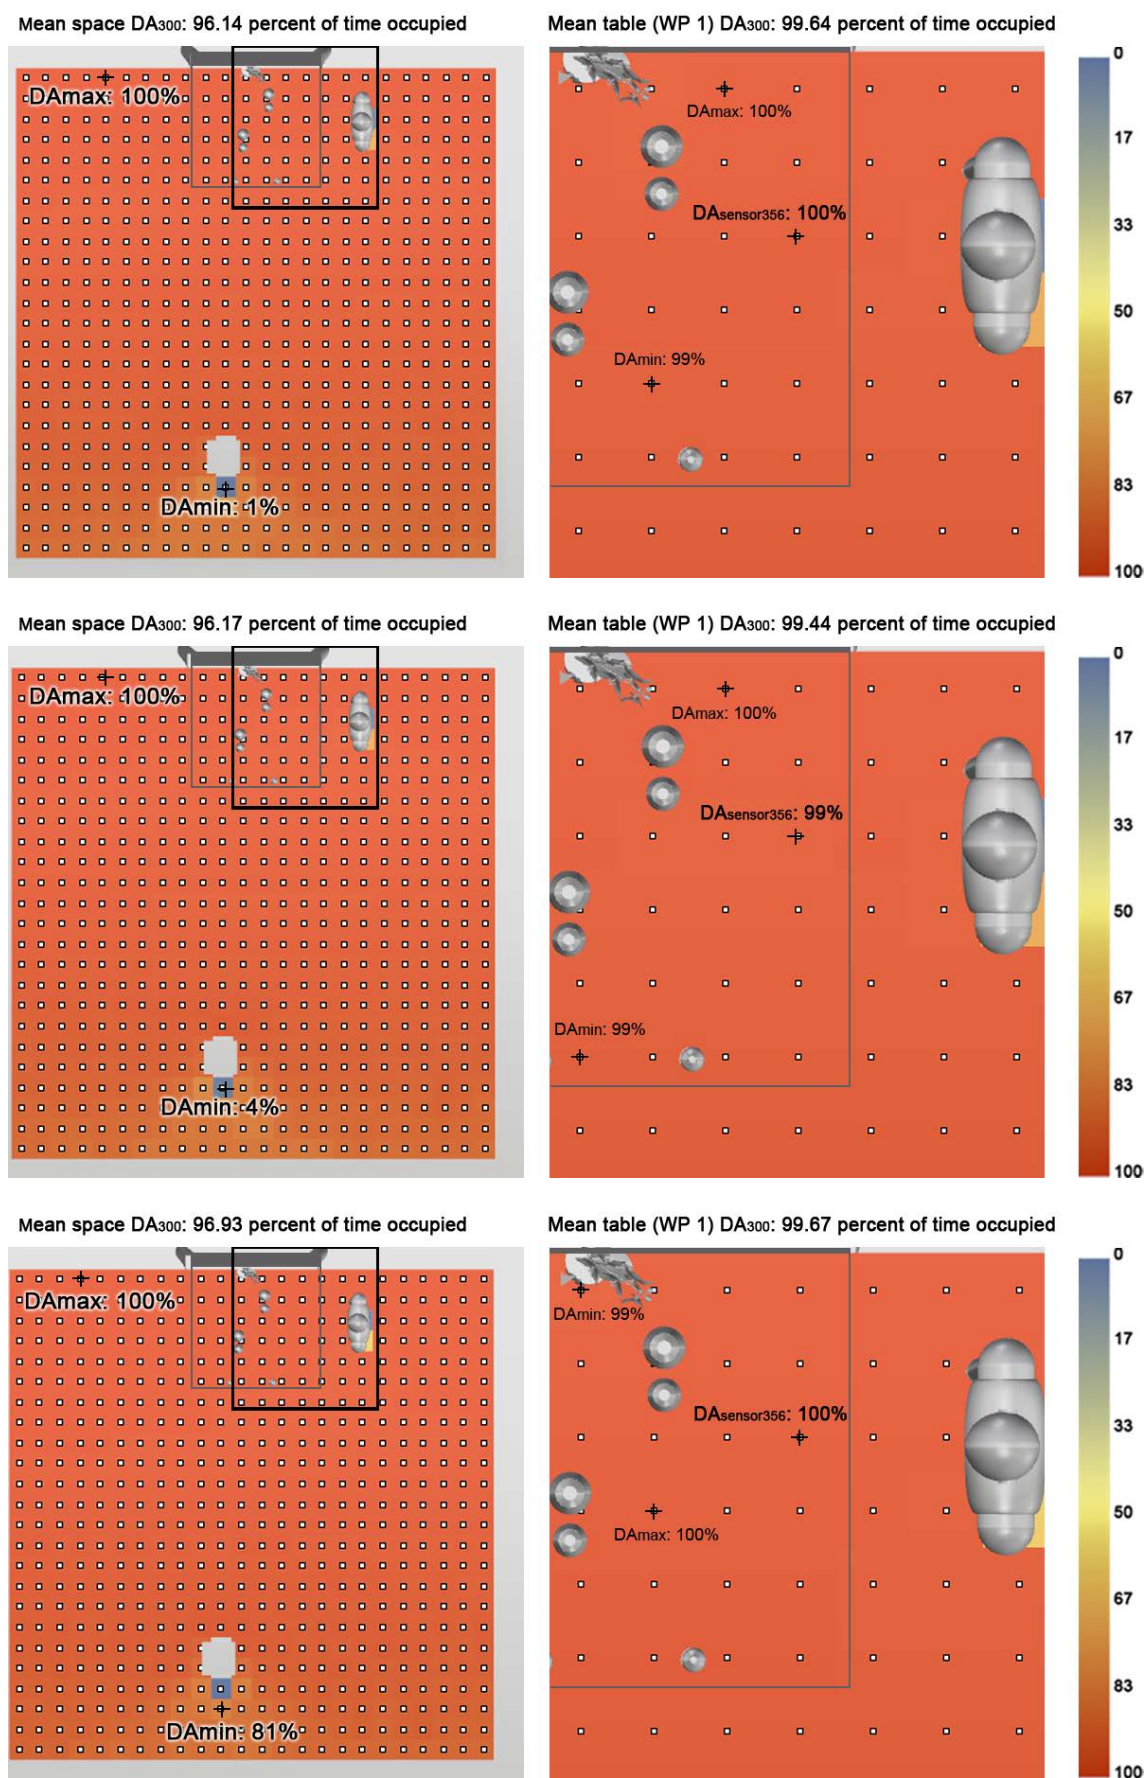 Mean space DA300: 96.14 percent of time occupied
Mean table (WP 1) DA300: 99.64 percent of time occupied
DAmax: 100%
DAmin: 1%
DAmax: 100%
DAsensor356: 100%
DAmin: 99%
0
17
33
50
67
83
100
Mean space DA300: 96.17 percent of time occupied
Mean table (WP 1) DA300: 99.44 percent of time occupied
DAmax: 100%
DAmin: 4%
DAmax: 100%
DAsensor356: 99%
DAmin: 99%
0
17
33
50
67
83
100
Mean space DA300: 96.93 percent of time occupied
Mean table (WP 1) DA300: 99.67 percent of time occupied
DAmax: 100%
DAmin: 81%
DAmin: 99%
DAsensor356: 100%
DAmax: 100%
0
17
33
50
67
83
100